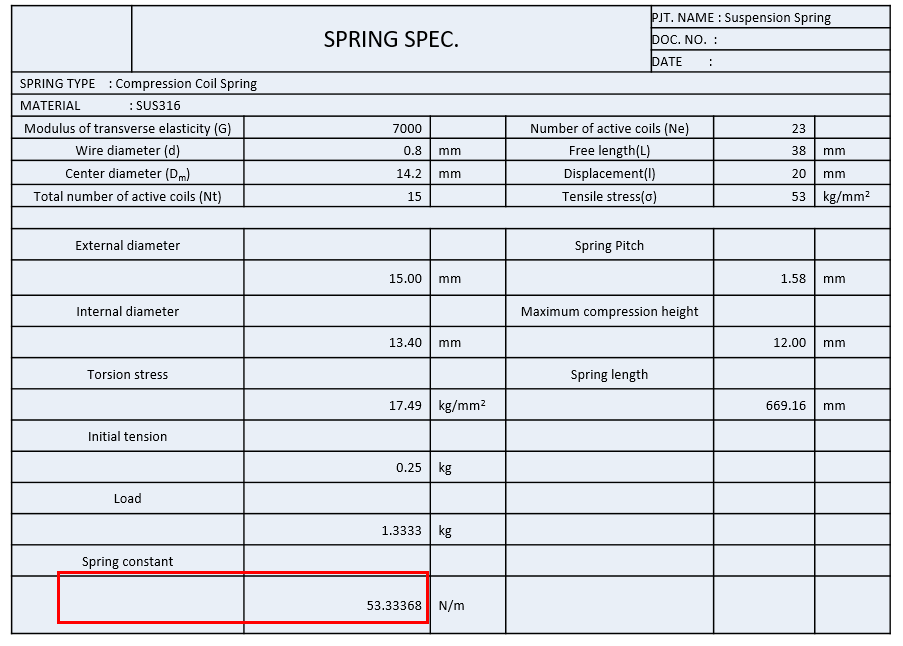 SPRING SPEC.
PJT. NAME : Suspension Spring
DOC. NO. :
DATE :
SPRING TYPE : Compression Coil Spring
MATERIAL : SUS316
Modulus of transverse elasticity (G) 7000 Number of active coils (Ne) 23
Wire diameter (d) 0.8 mm Free length(L) 38 mm
Center diameter (Dm) 14.2 mm Displacement(l) 20 mm
Total number of active coils (Nt) 15 Tensile stress(σ) 53 kg/mm²
External diameter Spring Pitch
15.00 mm 1.58 mm
Internal diameter Maximum compression height
13.40 mm 12.00 mm
Torsion stress Spring length
17.49 kg/mm² 669.16 mm
Initial tension
0.25 kg
Load
1.3333 kg
Spring constant
53.33368 N/m